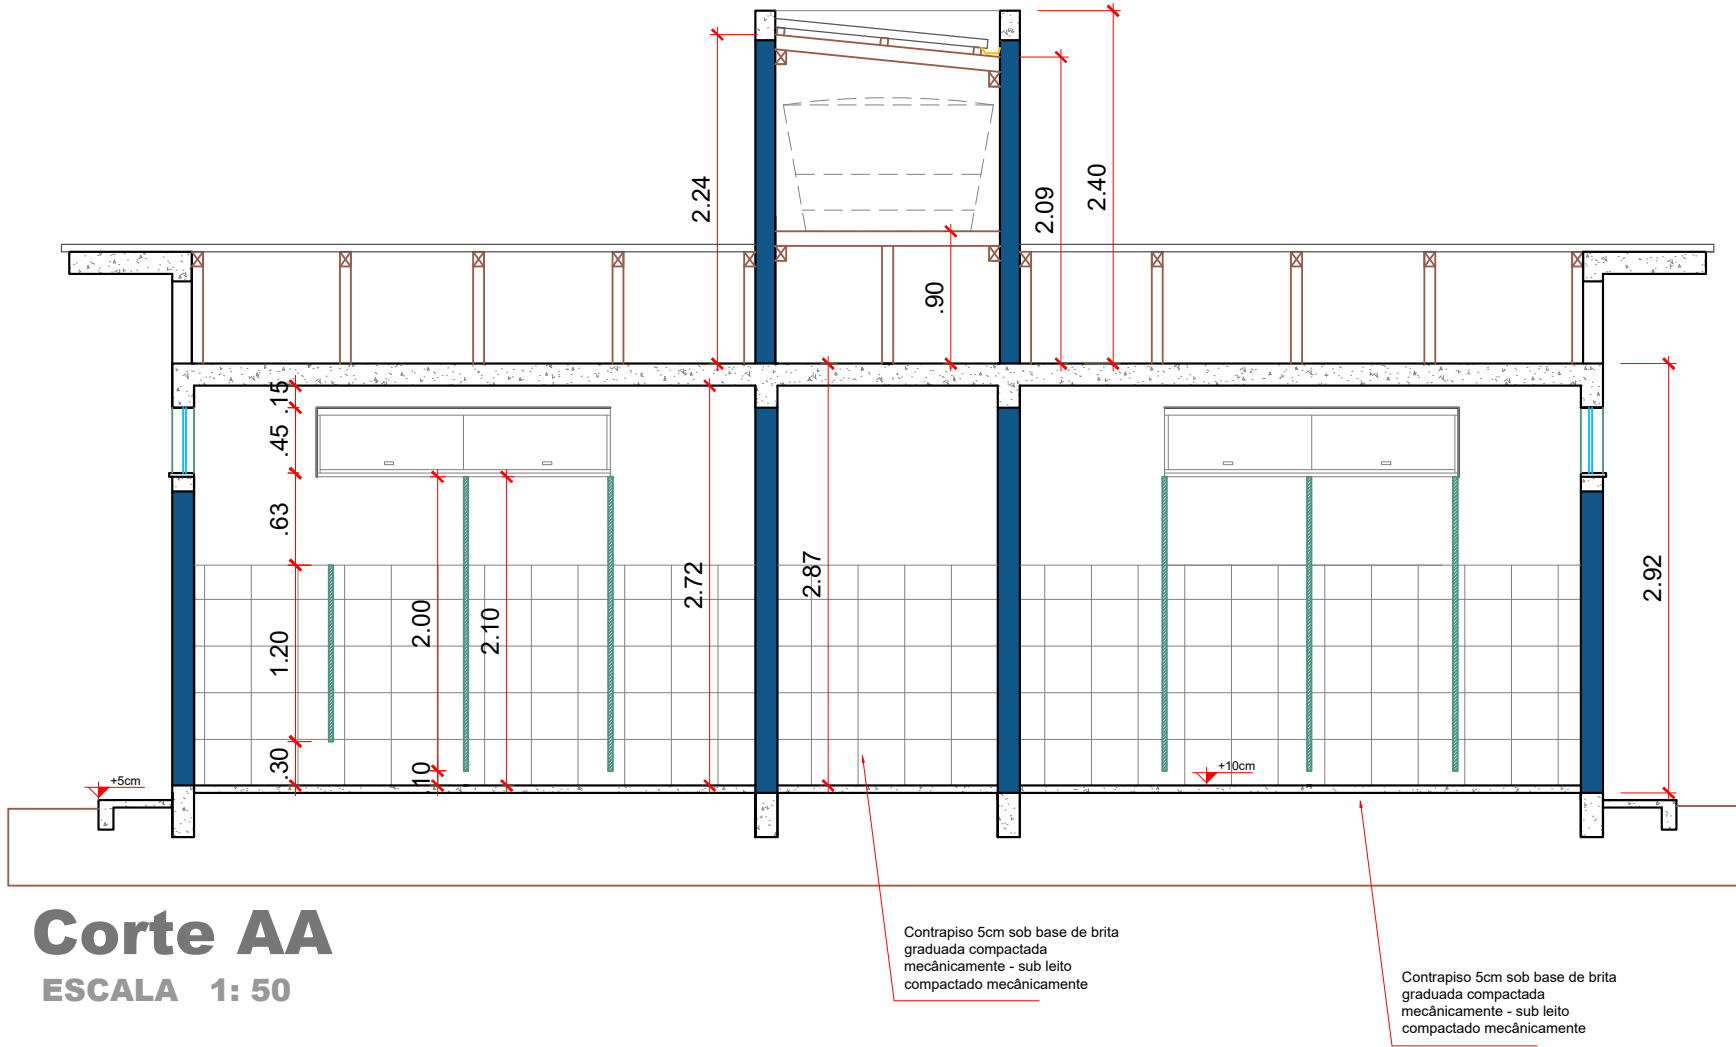 2.24
2.09
2.40
.90
.15
.45
.63
1.20
.30
2.00
.10
2.10
2.72
2.87
2.92
+5cm
+10cm
Corte AA
ESCALA 1: 50
Contrapiso 5cm sob base de brita
graduada compactada
mecânicamente - sub leito
compactado mecânicamente
Contrapiso 5cm sob base de brita
graduada compactada
mecânicamente - sub leito
compactado mecânicamente